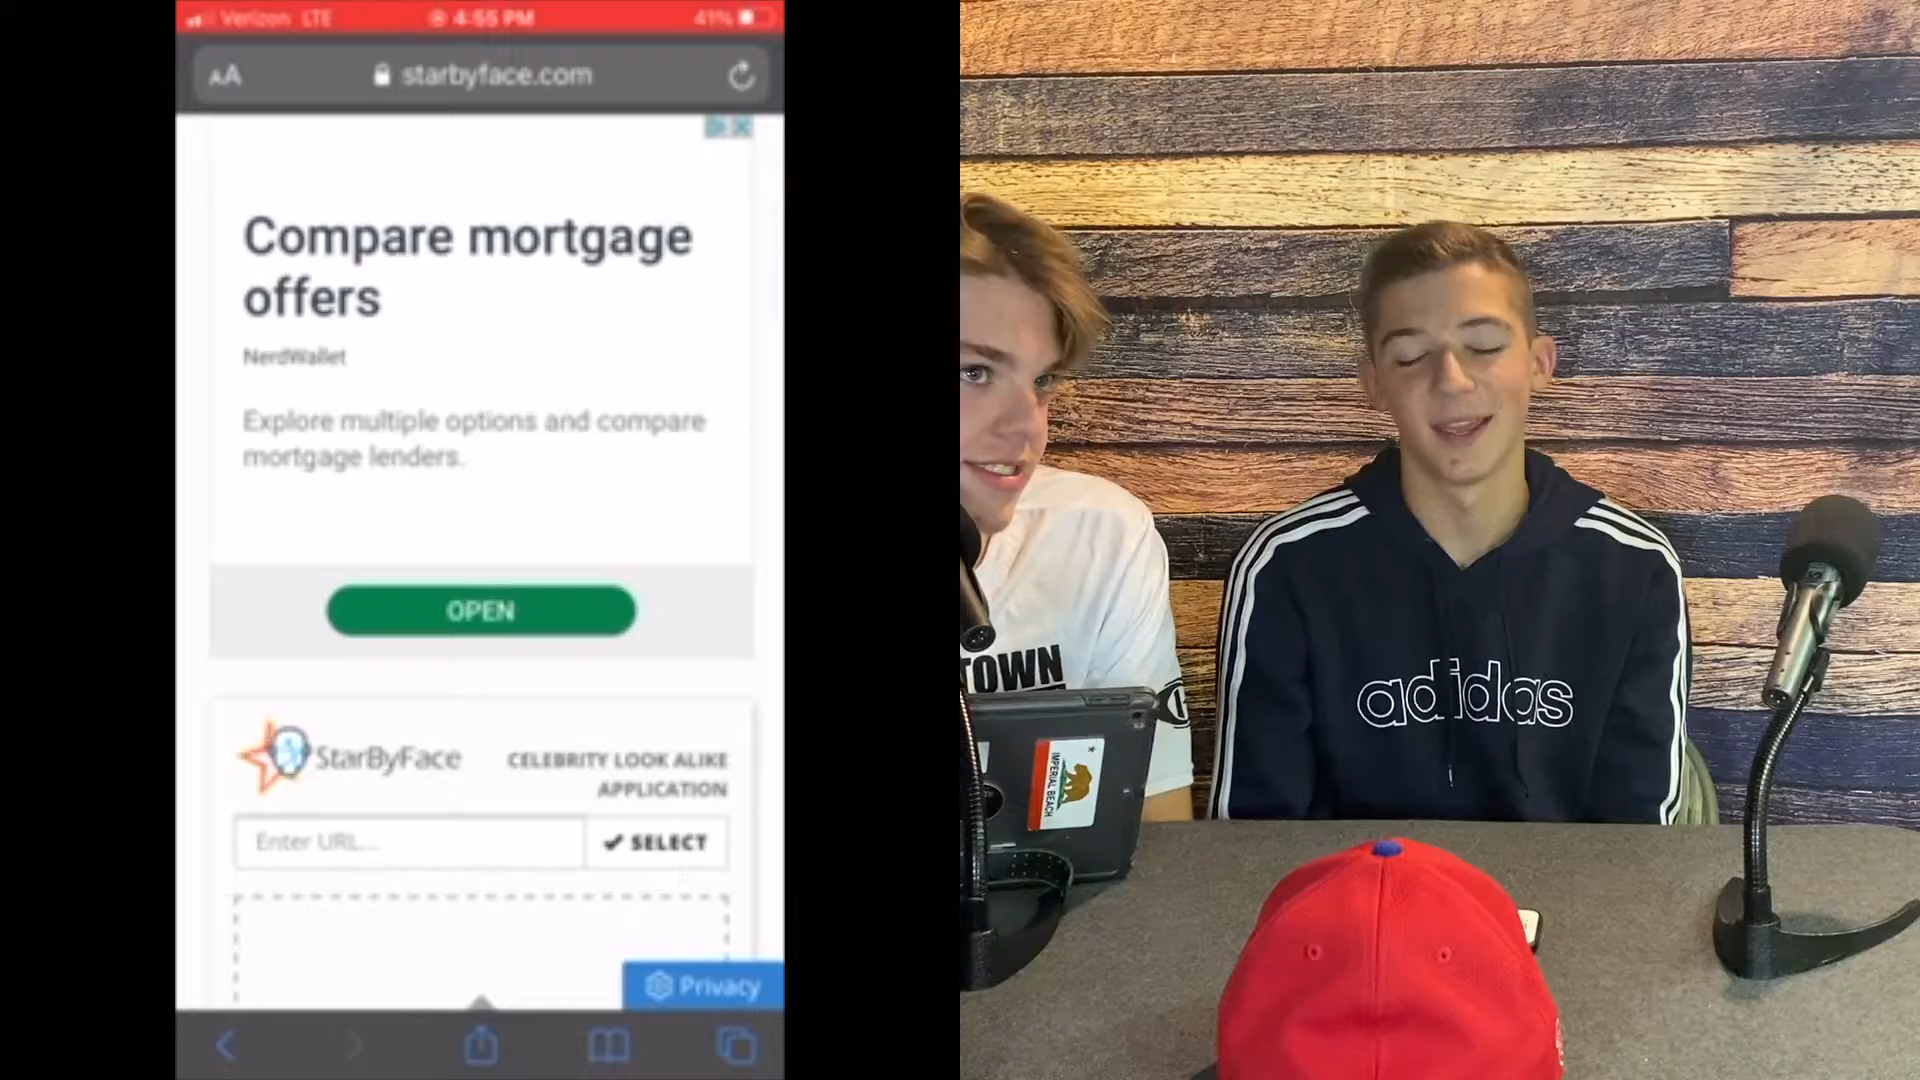 Verizon LTE
4:55 PM
41%
AA
starbyface.com
Compare mortgage
offers
NerdWallet
Explore multiple options and compare
mortgage lenders.
OPEN
StarByFace
CELEBRITY LOOK ALIKE
APPLICATION
Enter URL...
SELECT
Privacy
TOWN
IMPERIAL BEACH
adidas